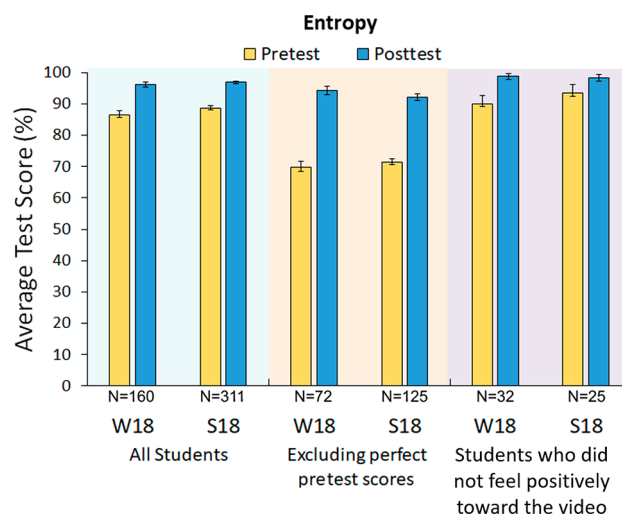 Entropy
Pretest Posttest
Average Test Score (%)
100
90
80
70
60
50
40
30
20
10
0
N=160 N=311 N=72 N=125 N=32 N=25
W18 S18 W18 S18 W18 S18
All Students
Excluding perfect
pretest scores
Students who did
not feel positively
toward the video